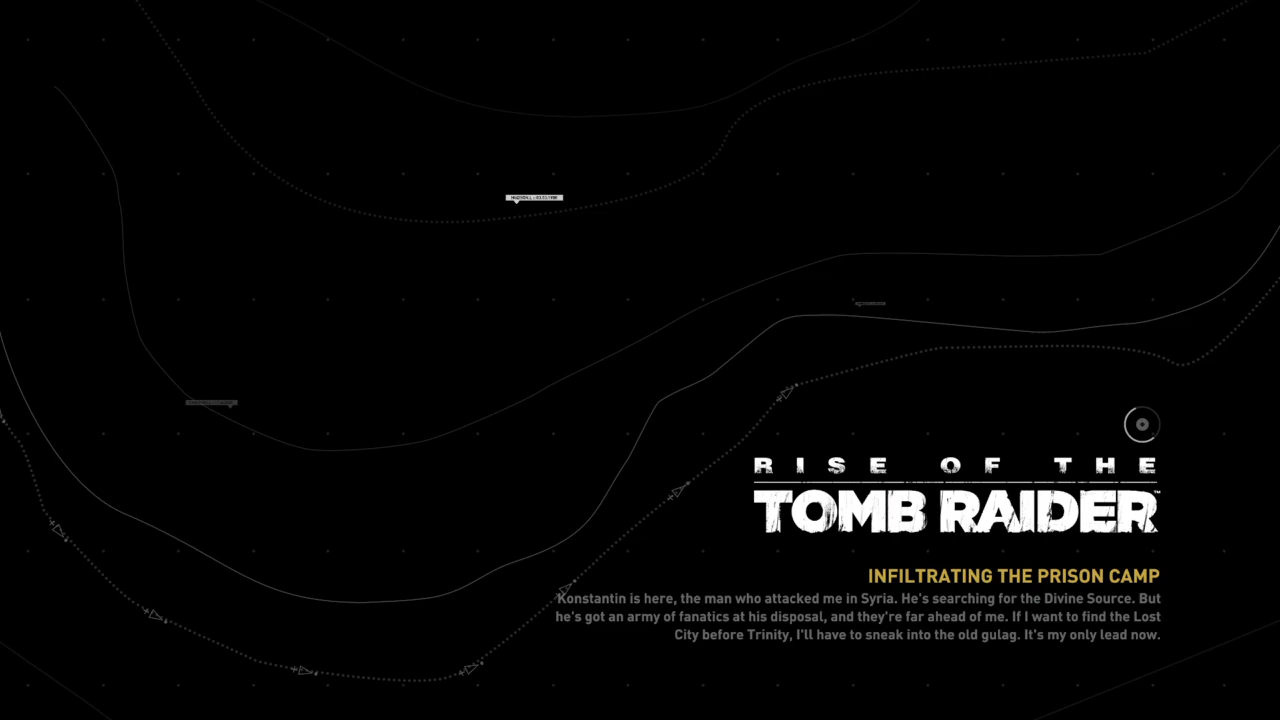 RISE OF THE
TOMB RAIDER™
INFILTRATING THE PRISON CAMP
Konstantin is here, the man who attacked me in Syria. He's searching for the Divine Source. But
he's got an army of fanatics at his disposal, and they're far ahead of me. If I want to find the Lost
City before Trinity, I'll have to sneak into the old gulag. It's my only lead now.